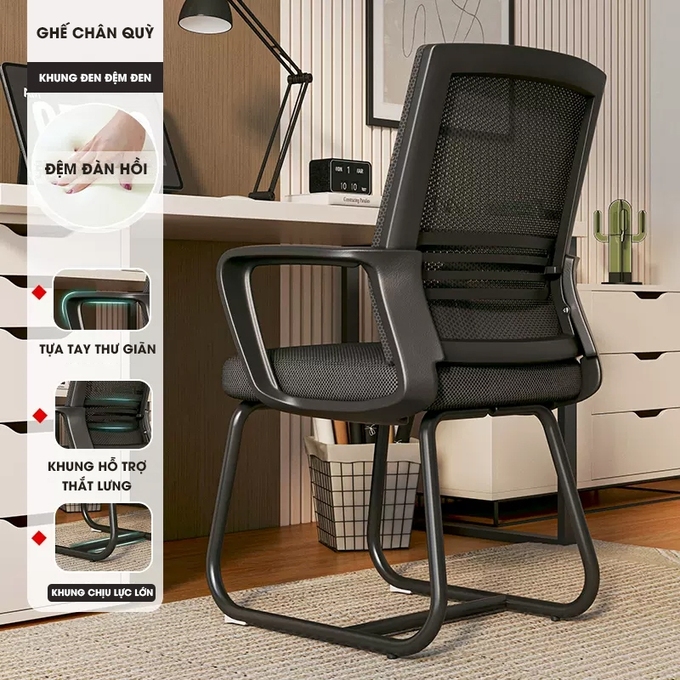 GHẾ CHÂN QUỲ
KHUNG ĐEN ĐỆM ĐEN
ĐỆM ĐÀN HỒI
TỰA TAY THƯ GIÃN
KHUNG HỖ TRỢ
THẮT LƯNG
KHUNG CHỊU LỰC LỚN